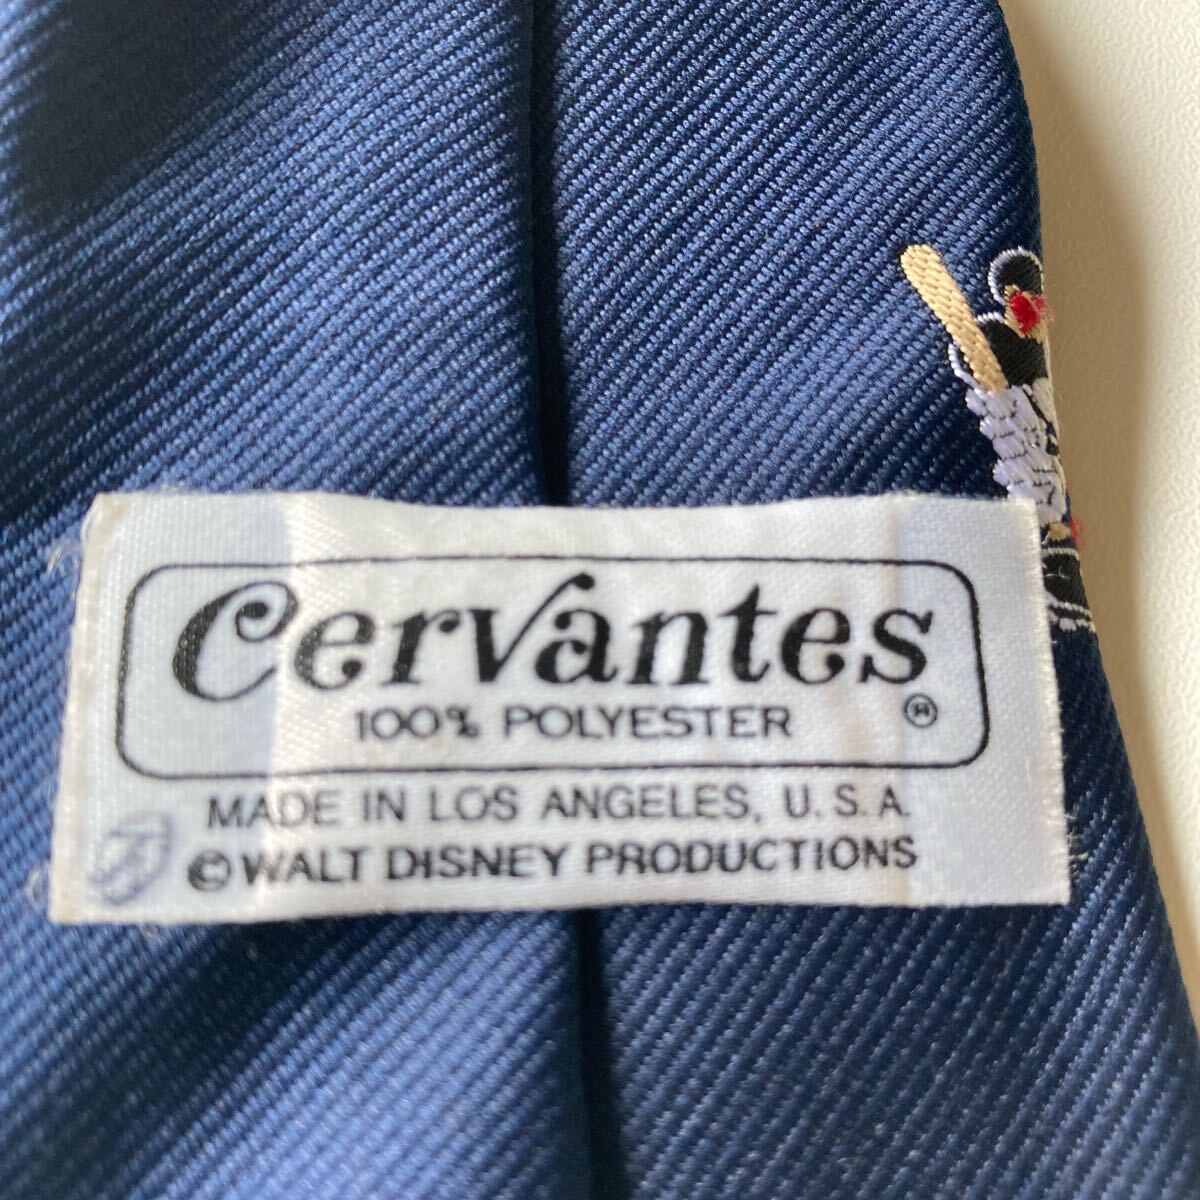 Cervantes
100% POLYESTER ®
MADE IN LOS ANGELES, U.S.A.
©WALT DISNEY PRODUCTIONS